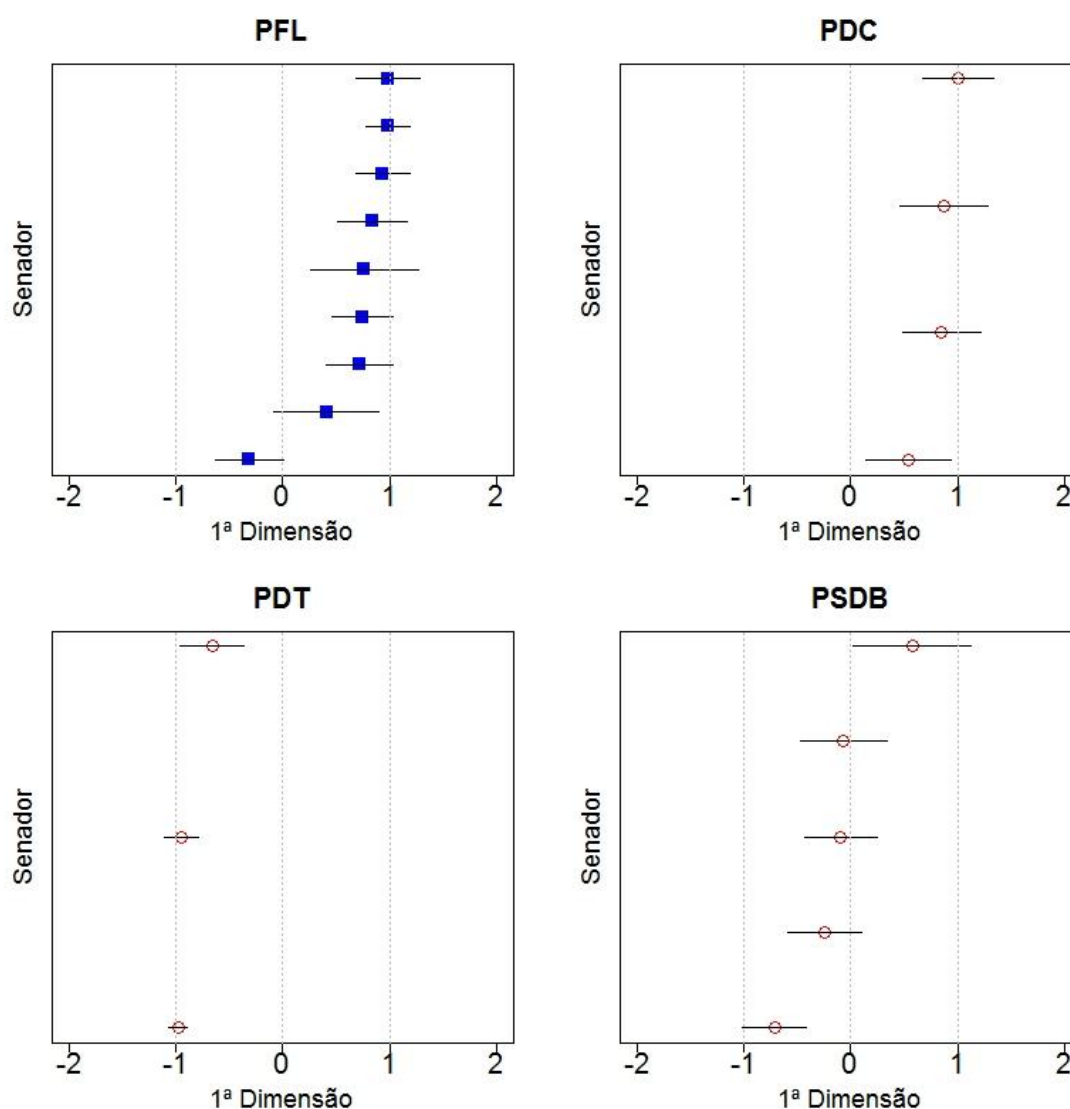 PFL
Senador
-2 -1 0 1 2
1ª Dimensão
PDC
Senador
-2 -1 0 1 2
1ª Dimensão
PDT
Senador
-2 -1 0 1 2
1ª Dimensão
PSDB
Senador
-2 -1 0 1 2
1ª Dimensão